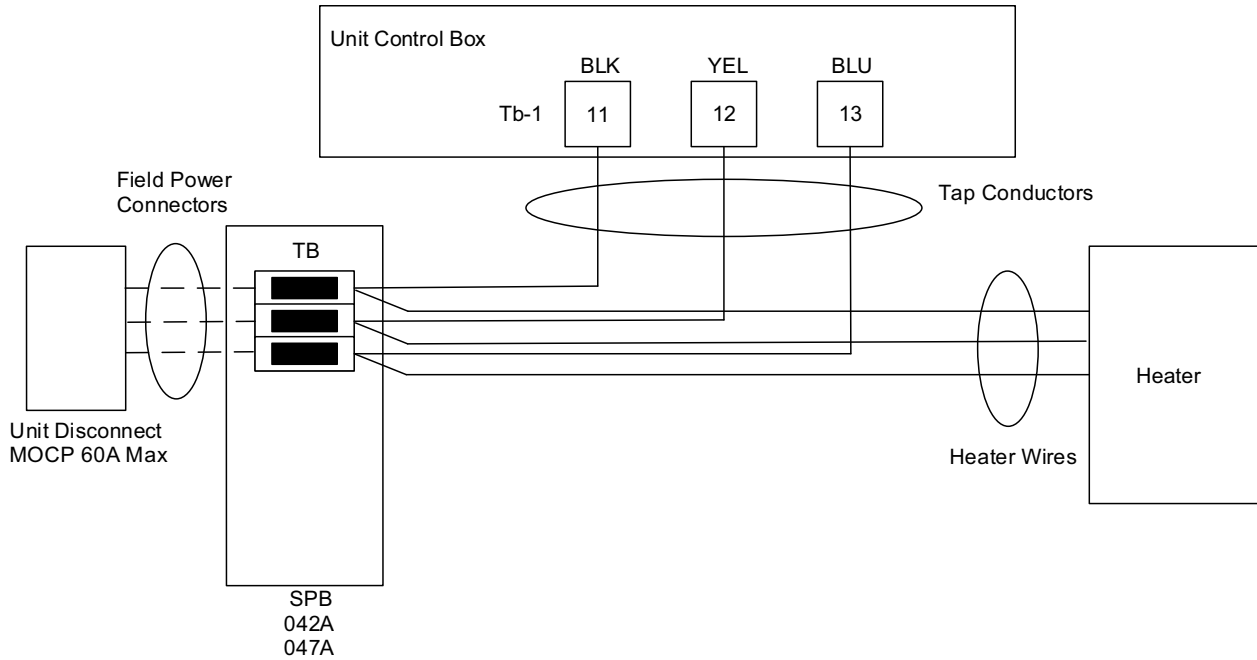 Unit Control Box
BLK
YEL
BLU
Tb-1
11
12
13
Field Power
Connectors
Tap Conductors
TB
Heater
Unit Disconnect
MOCP 60A Max
Heater Wires
SPB
042A
047A